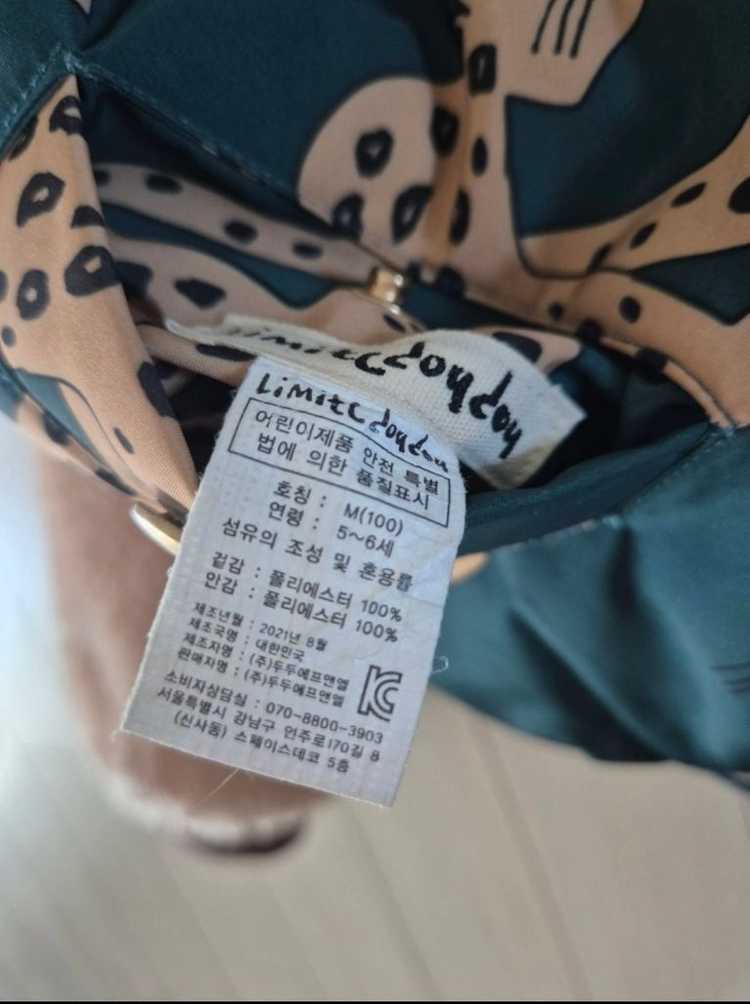 LimitC poypoy
LimitC poypoy
어린이제품 안전 특별
법에 의한 품질표시
호칭 : M(100)
연령 : 5~6세
섬유의 조성 및 혼용률
겉감 : 폴리에스터 100%
안감 : 폴리에스터 100%
제조년월 : 2021년 8월
제조국명 : 대한민국
제조자명 : (주)두두에프앤엘
판매자명 : (주)두두에프앤엘
소비자상담실 : 070-8800-3903
서울특별시 강남구 언주로170길 8
(신사동) 스페이스데코 5층